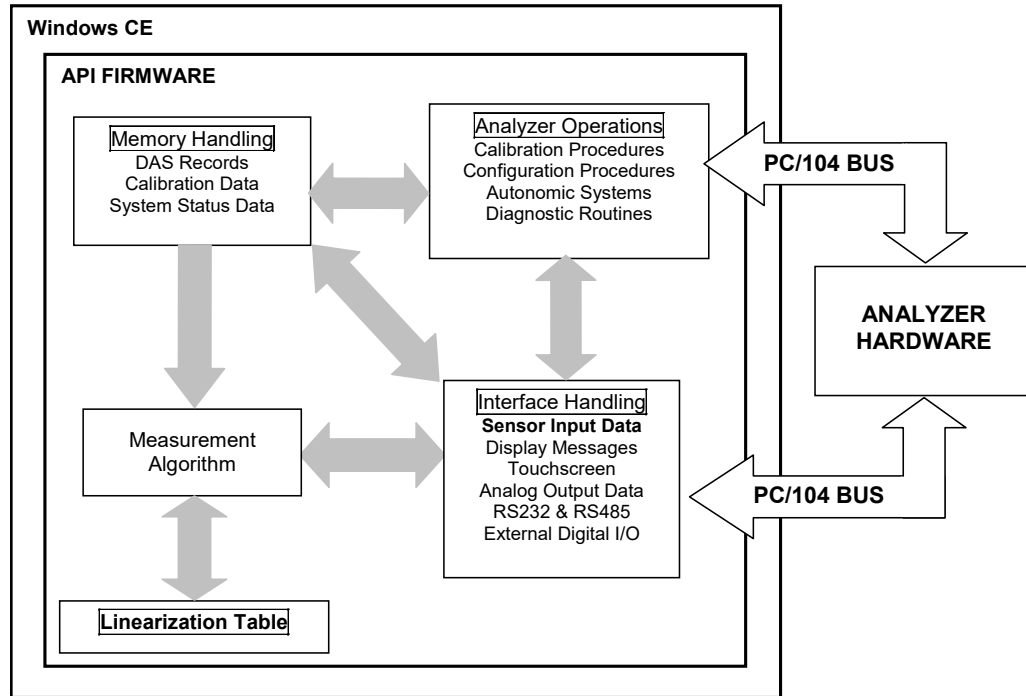 Windows CE
API FIRMWARE
Memory Handling
DAS Records
Calibration Data
System Status Data
Analyzer Operations
Calibration Procedures
Configuration Procedures
Autonomic Systems
Diagnostic Routines
PC/104 BUS
ANALYZER
HARDWARE
Measurement
Algorithm
Interface Handling
Sensor Input Data
Display Messages
Touchscreen
Analog Output Data
RS232 & RS485
External Digital I/O
PC/104 BUS
Linearization Table